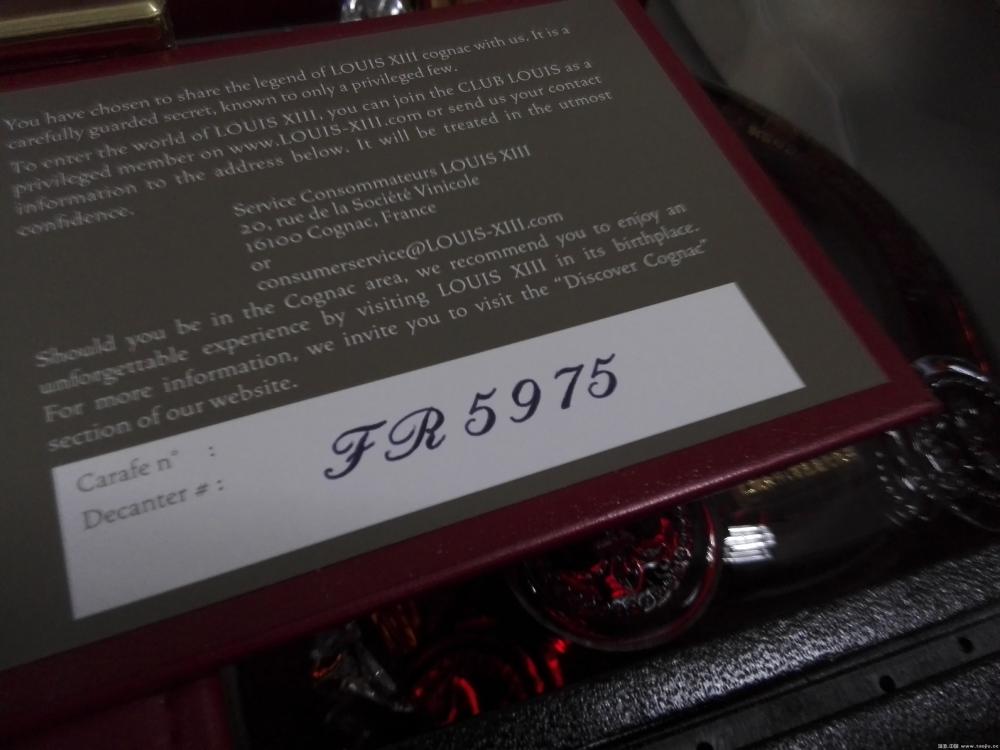 You have chosen to share the legend of LOUIS XIII cognac with us. It is a
carefully guarded secret, known to only a privileged few.
To enter the world of LOUIS XIII, you can join the CLUB LOUIS as a
privileged member on www.LOUIS-XIII.com or send us your contact
information to the address below. It will be treated in the utmost
confidence.
Service Consommateurs LOUIS XIII
20, rue de la Société Vinicole
16100 Cognac, France
or
consumerservice@LOUIS-XIII.com
Should you be in the Cognac area, we recommend you to enjoy an
unforgettable experience by visiting LOUIS XIII in its birthplace.
For more information, we invite you to visit the “Discover Cognac”
section of our website.
Carafe n° :
Decanter # :
FR 5975